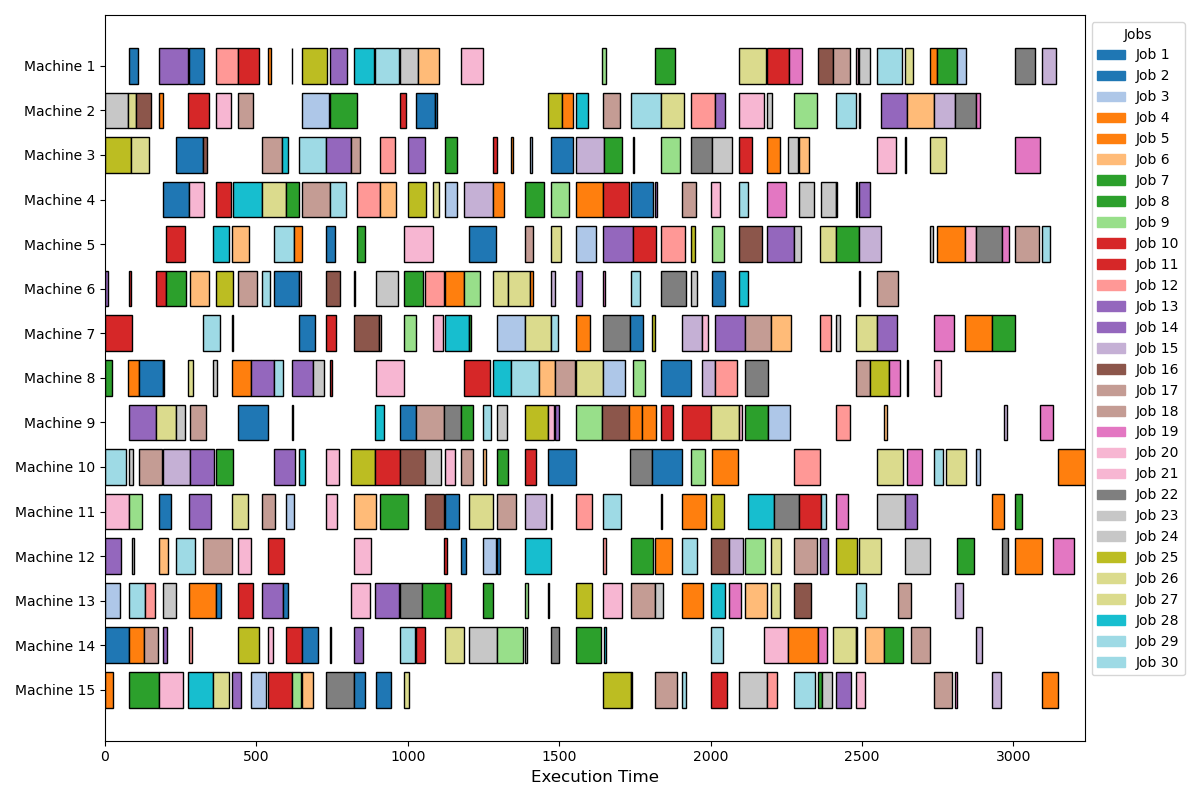 Machine 1
Machine 2
Machine 3
Machine 4
Machine 5
Machine 6
Machine 7
Machine 8
Machine 9
Machine 10
Machine 11
Machine 12
Machine 13
Machine 14
Machine 15
0 500 1000 1500 2000 2500 3000
Execution Time
Jobs
Job 1
Job 2
Job 3
Job 4
Job 5
Job 6
Job 7
Job 8
Job 9
Job 10
Job 11
Job 12
Job 13
Job 14
Job 15
Job 16
Job 17
Job 18
Job 19
Job 20
Job 21
Job 22
Job 23
Job 24
Job 25
Job 26
Job 27
Job 28
Job 29
Job 30